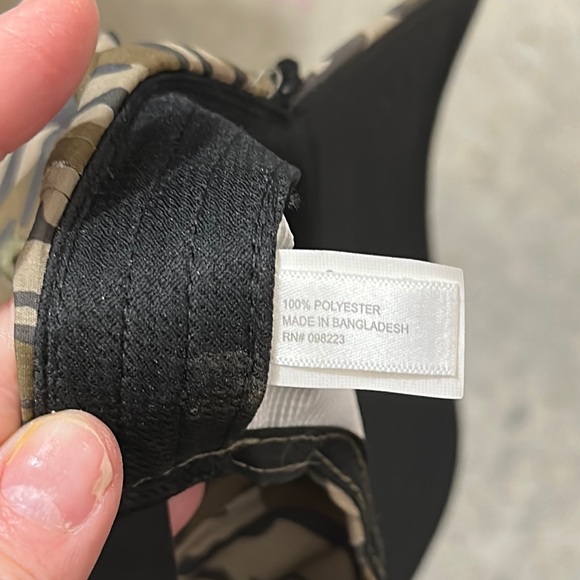 100% POLYESTER
MADE IN BANGLADESH
RN# 098223